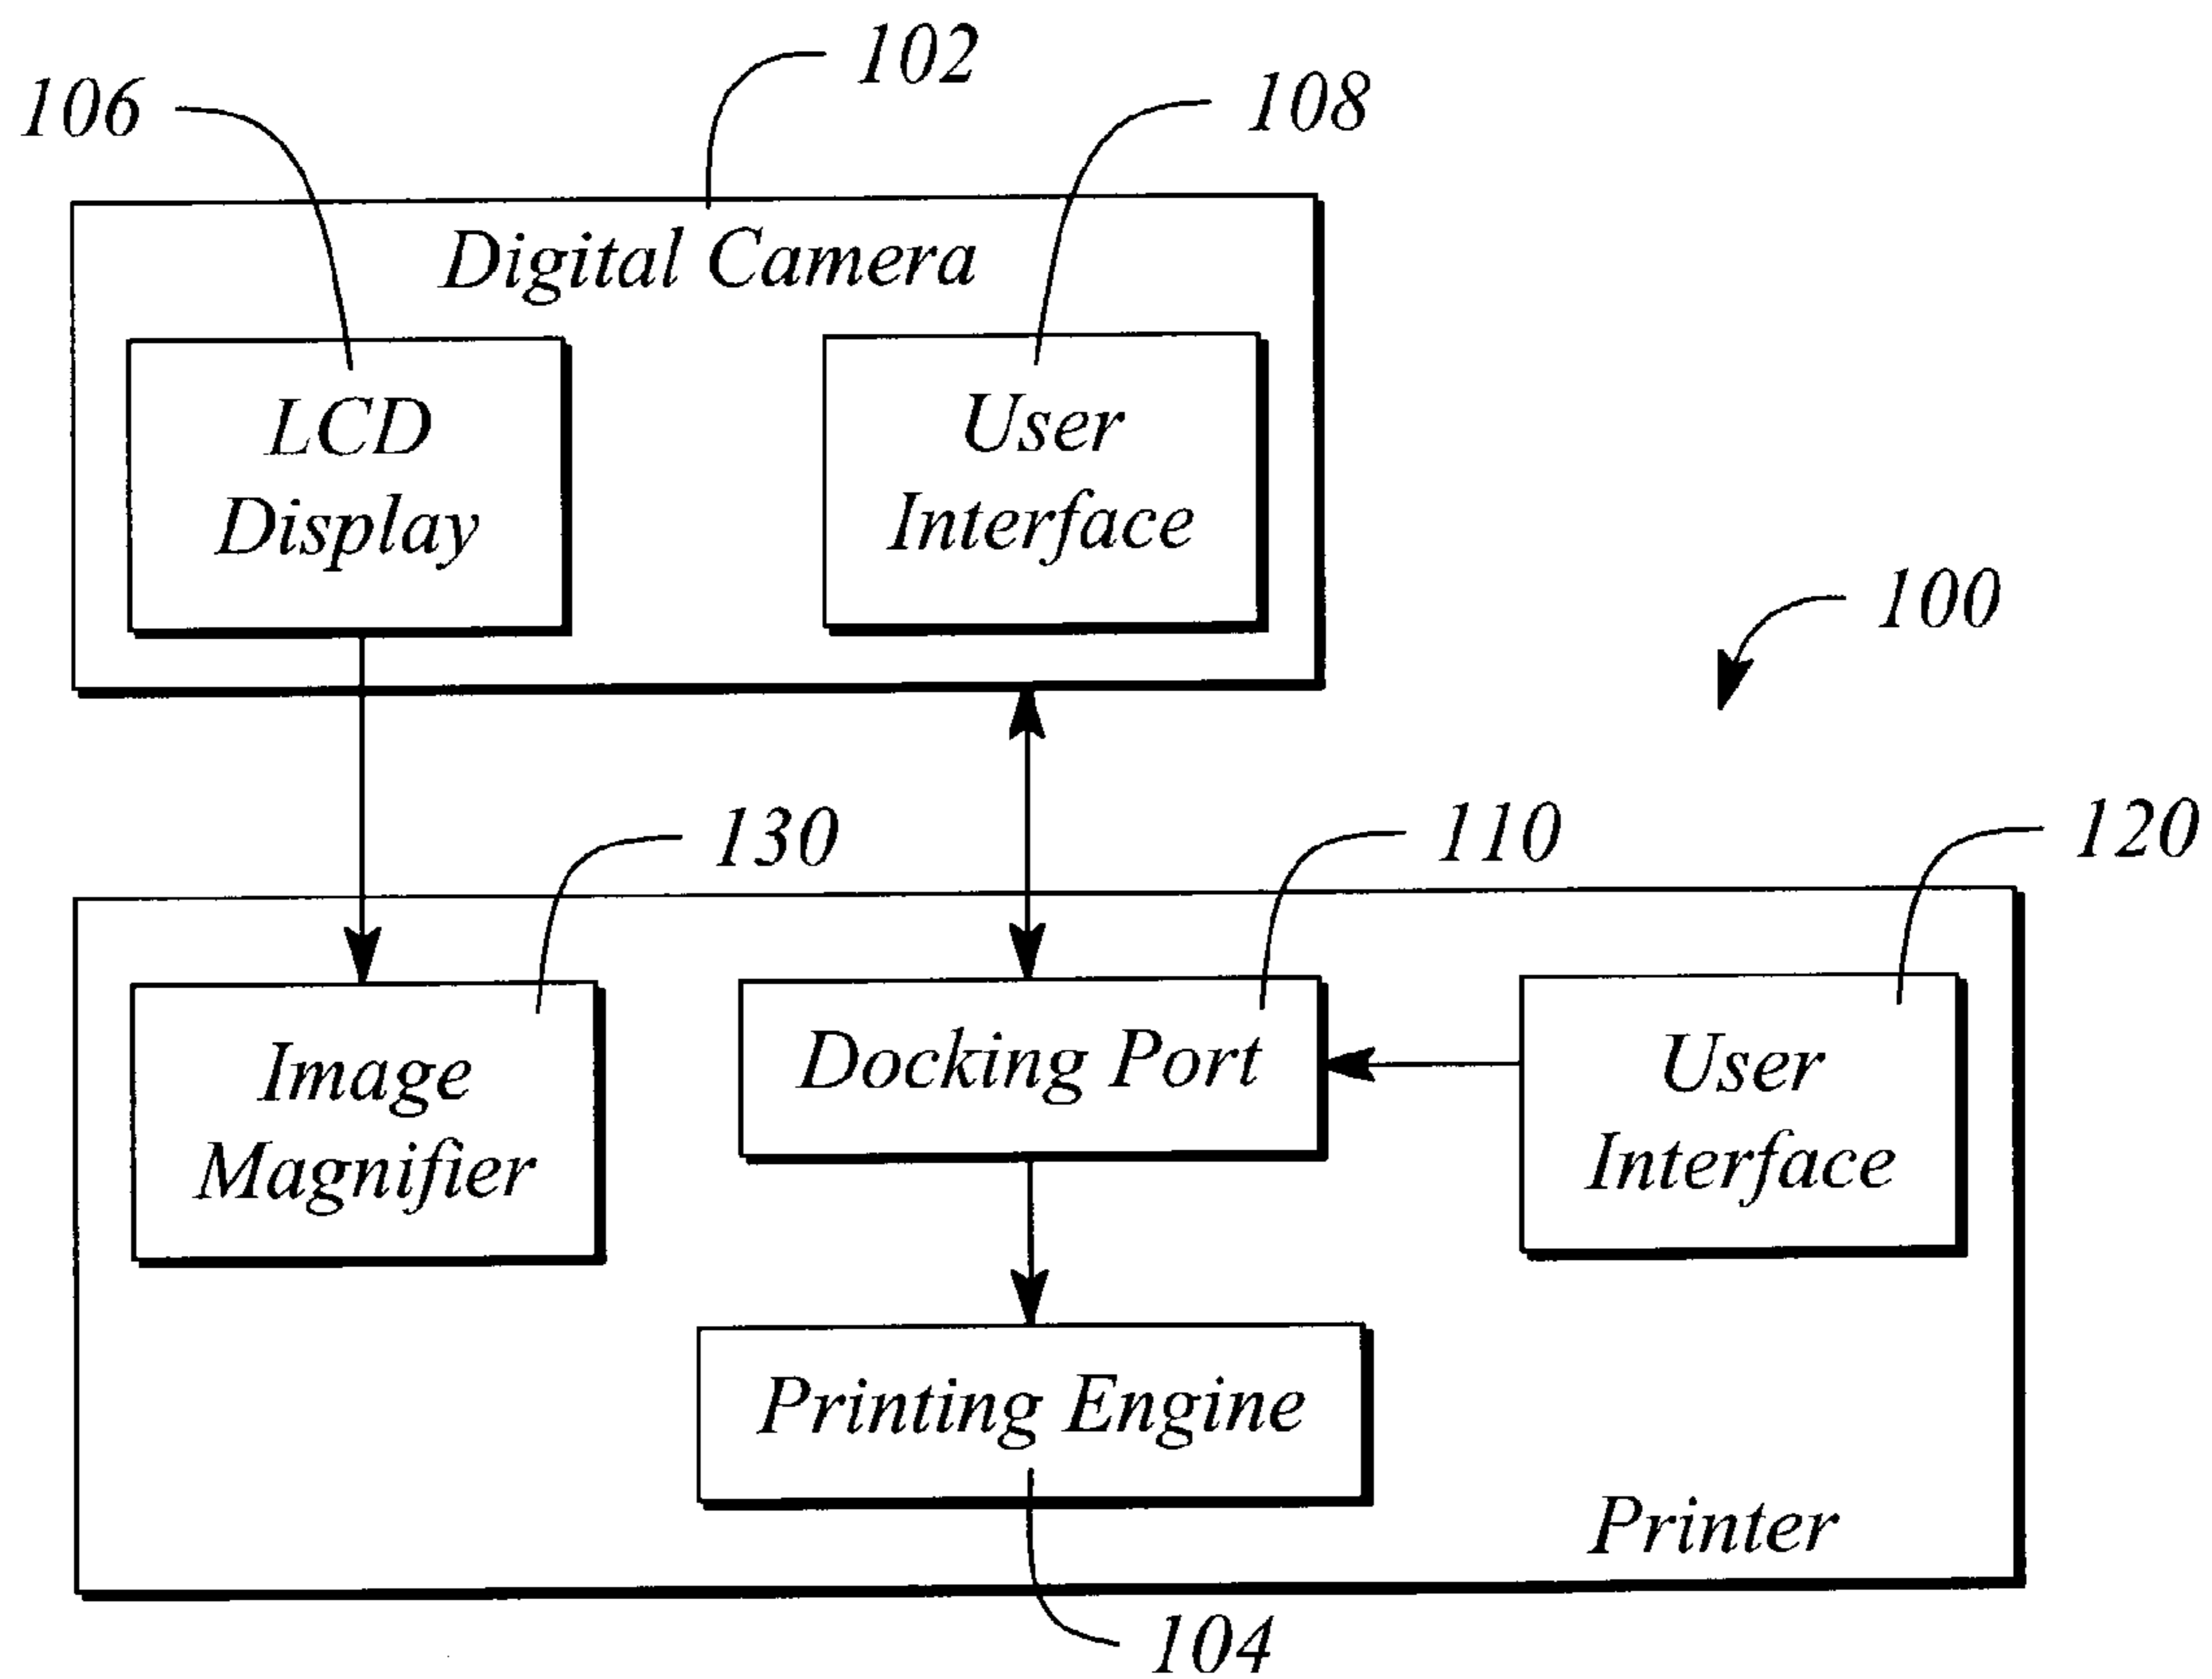 102
106
108
Digital Camera
LCD
Display
User
Interface
100
130
110
120
Image
Magnifier
Docking Port
User
Interface
Printing Engine
Printer
104